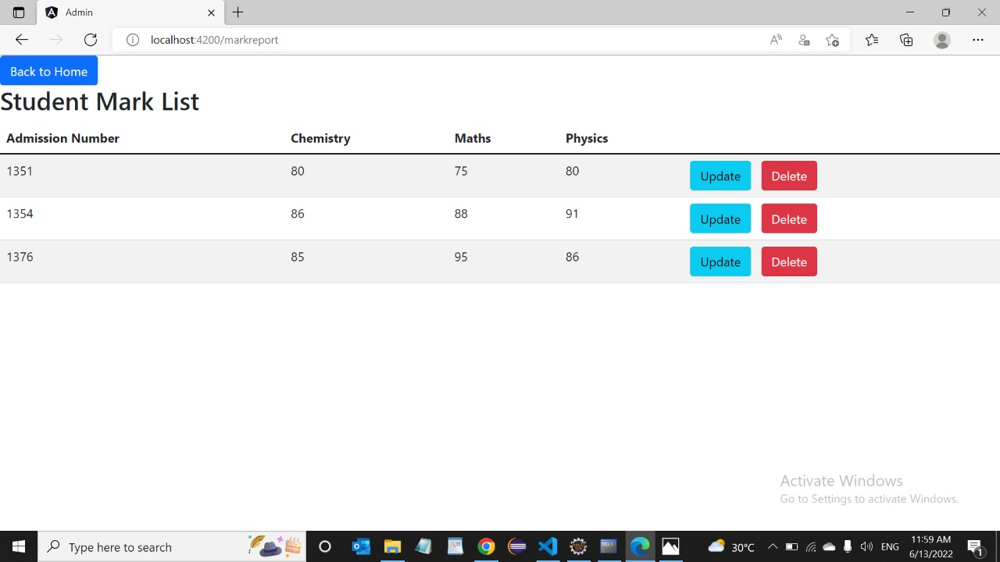 Admin
localhost:4200/markreport
Back to Home
Student Mark List
Admission Number Chemistry Maths Physics
1351 80 75 80 Update Delete
1354 86 88 91 Update Delete
1376 85 95 86 Update Delete
Activate Windows
Go to Settings to activate Windows.
Type here to search 30°C ENG 11:59 AM
6/13/2022 1